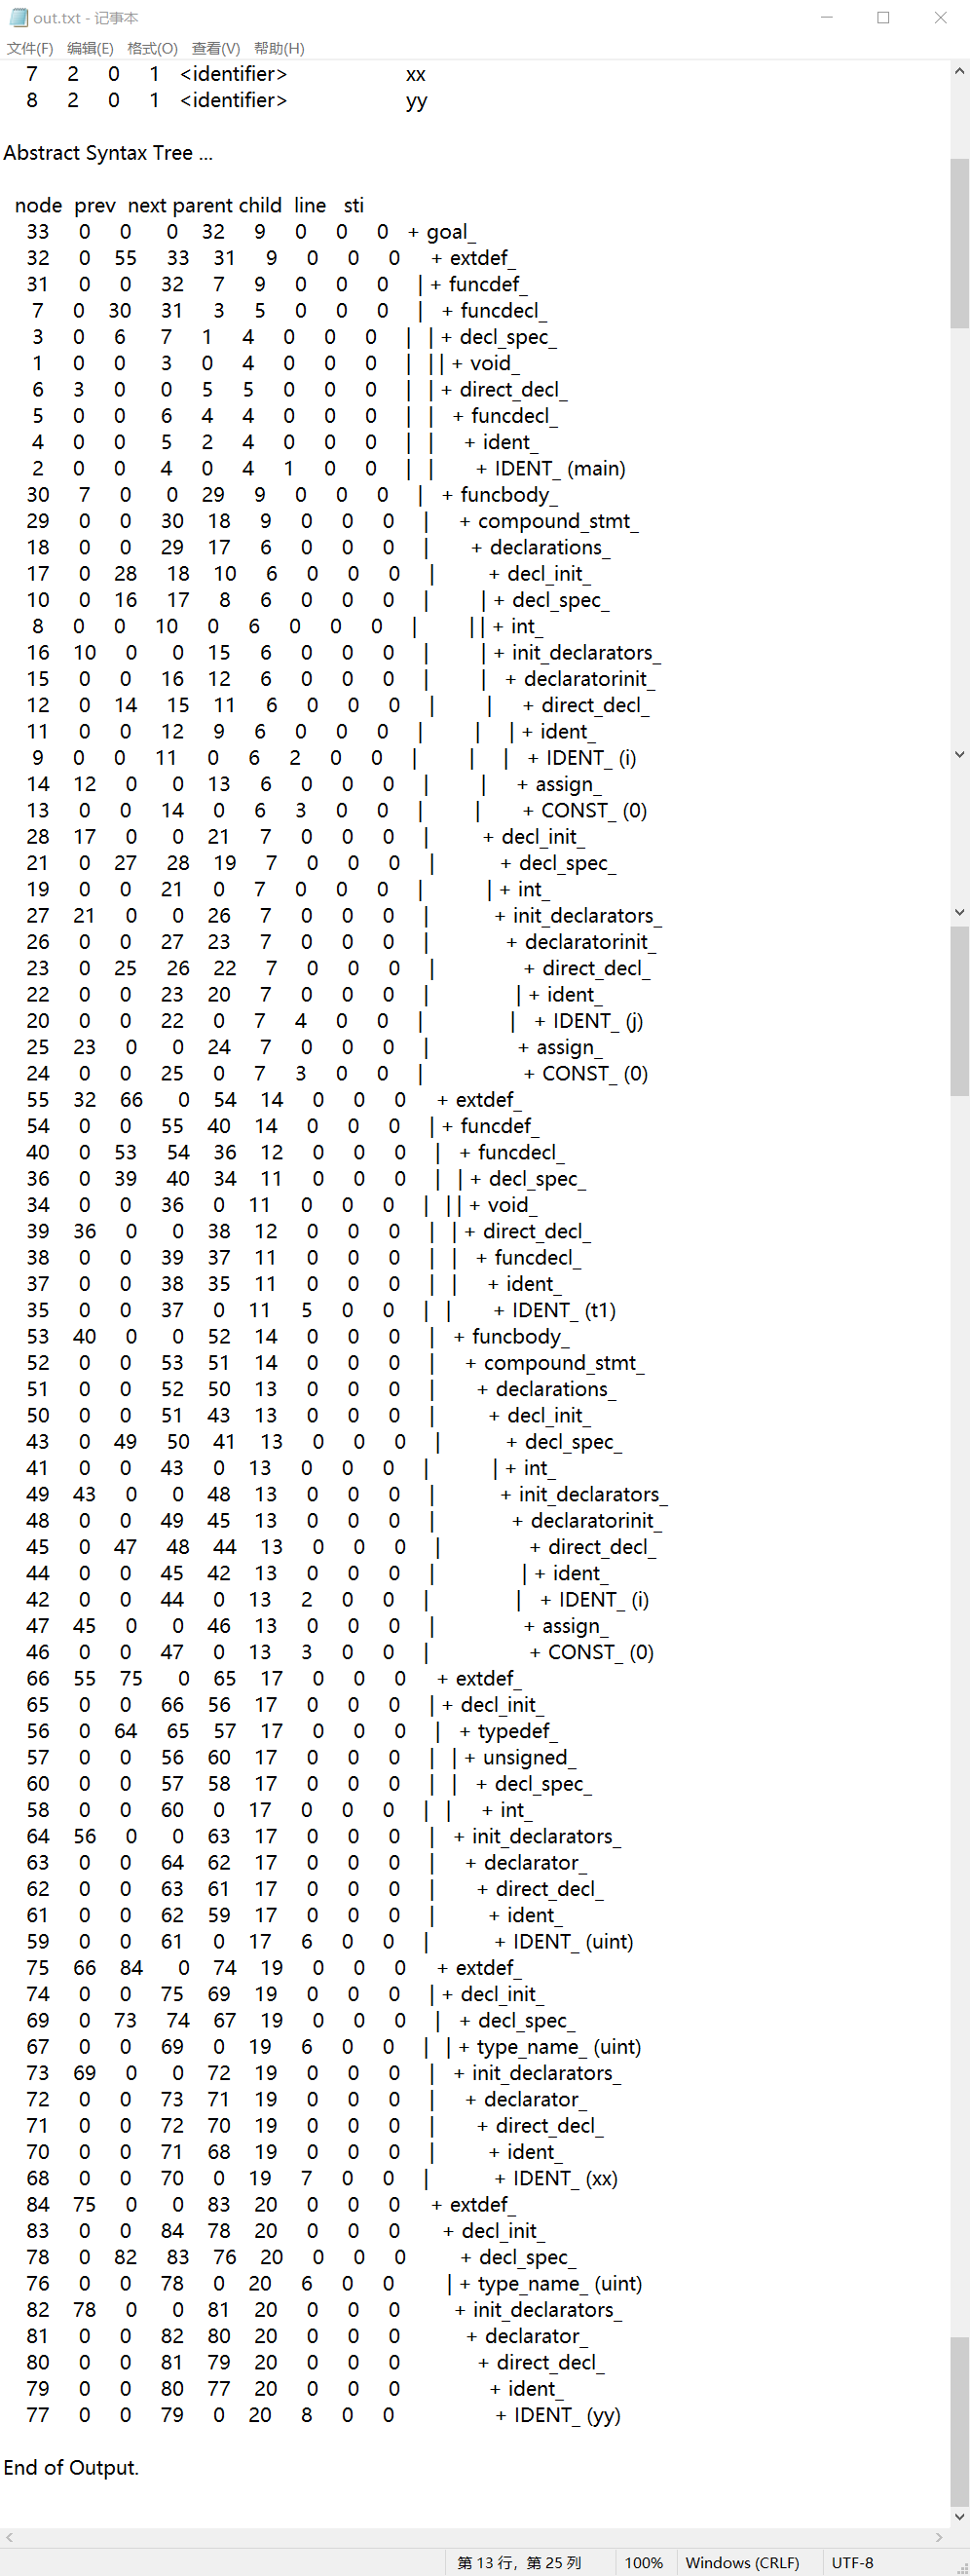 out.txt - 记事本
文件(F) 编辑(E) 格式(O) 查看(V) 帮助(H)
7 2 0 1 <identifier> xx
8 2 0 1 <identifier> yy
Abstract Syntax Tree ...
node prev next parent child line sti
33 0 0 0 32 9 0 0 0 + goal_
32 0 55 33 31 9 0 0 0 + extdef_
31 0 0 32 7 9 0 0 0 | + funcdef_
7 0 30 31 3 5 0 0 0 | + funcdecl_
3 0 6 7 1 4 0 0 0 | | + decl_spec_
1 0 0 3 0 4 0 0 0 | | | + void_
6 3 0 0 5 5 0 0 0 | | + direct_decl_
5 0 0 6 4 4 0 0 0 | | + funcdecl_
4 0 0 5 2 4 0 0 0 | | + ident_
2 0 0 4 0 4 1 0 0 | | + IDENT_ (main)
30 7 0 0 29 9 0 0 0 | + funcbody_
29 0 0 30 18 9 0 0 0 | + compound_stmt_
18 0 0 29 17 6 0 0 0 | + declarations_
17 0 28 18 10 6 0 0 0 | + decl_init_
10 0 16 17 8 6 0 0 0 | | + decl_spec_
8 0 0 10 0 6 0 0 0 | | | + int_
16 10 0 0 15 6 0 0 0 | | + init_declarators_
15 0 0 16 12 6 0 0 0 | | + declaratorinit_
12 0 14 15 11 6 0 0 0 | | + direct_decl_
11 0 0 12 9 6 0 0 0 | | | + ident_
9 0 0 11 0 6 2 0 0 | | | + IDENT_ (i)
14 12 0 0 13 6 0 0 0 | | + assign_
13 0 0 14 0 6 3 0 0 | | + CONST_ (0)
28 17 0 0 21 7 0 0 0 | + decl_init_
21 0 27 28 19 7 0 0 0 | + decl_spec_
19 0 0 21 0 7 0 0 0 | | + int_
27 21 0 0 26 7 0 0 0 | + init_declarators_
26 0 0 27 23 7 0 0 0 | + declaratorinit_
23 0 25 26 22 7 0 0 0 | + direct_decl_
22 0 0 23 20 7 0 0 0 | | + ident_
20 0 0 22 0 7 4 0 0 | | + IDENT_ (j)
25 23 0 0 24 7 0 0 0 | + assign_
24 0 0 25 0 7 3 0 0 | + CONST_ (0)
55 32 66 0 54 14 0 0 0 + extdef_
54 0 0 55 40 14 0 0 0 | + funcdef_
40 0 53 54 36 12 0 0 0 | + funcdecl_
36 0 39 40 34 11 0 0 0 | | + decl_spec_
34 0 0 36 0 11 0 0 0 | | | + void_
39 36 0 0 38 12 0 0 0 | | + direct_decl_
38 0 0 39 37 11 0 0 0 | | + funcdecl_
37 0 0 38 35 11 0 0 0 | | + ident_
35 0 0 37 0 11 5 0 0 | | + IDENT_ (t1)
53 40 0 0 52 14 0 0 0 | + funcbody_
52 0 0 53 51 14 0 0 0 | + compound_stmt_
51 0 0 52 50 13 0 0 0 | + declarations_
50 0 0 51 43 13 0 0 0 | + decl_init_
43 0 49 50 41 13 0 0 0 | + decl_spec_
41 0 0 43 0 13 0 0 0 | | + int_
49 43 0 0 48 13 0 0 0 | + init_declarators_
48 0 0 49 45 13 0 0 0 | + declaratorinit_
45 0 47 48 44 13 0 0 0 | + direct_decl_
44 0 0 45 42 13 0 0 0 | | + ident_
42 0 0 44 0 13 2 0 0 | | + IDENT_ (i)
47 45 0 0 46 13 0 0 0 | + assign_
46 0 0 47 0 13 3 0 0 | + CONST_ (0)
66 55 75 0 65 17 0 0 0 + extdef_
65 0 0 66 56 17 0 0 0 | + decl_init_
56 0 64 65 57 17 0 0 0 | + typedef_
57 0 0 56 60 17 0 0 0 | | + unsigned_
60 0 0 57 58 17 0 0 0 | | + decl_spec_
58 0 0 60 0 17 0 0 0 | | + int_
64 56 0 0 63 17 0 0 0 | + init_declarators_
63 0 0 64 62 17 0 0 0 | + declarator_
62 0 0 63 61 17 0 0 0 | + direct_decl_
61 0 0 62 59 17 0 0 0 | + ident_
59 0 0 61 0 17 6 0 0 | + IDENT_ (uint)
75 66 84 0 74 19 0 0 0 + extdef_
74 0 0 75 69 19 0 0 0 | + decl_init_
69 0 73 74 67 19 0 0 0 | + decl_spec_
67 0 0 69 0 19 6 0 0 | | + type_name_ (uint)
73 69 0 0 72 19 0 0 0 | + init_declarators_
72 0 0 73 71 19 0 0 0 | + declarator_
71 0 0 72 70 19 0 0 0 | + direct_decl_
70 0 0 71 68 19 0 0 0 | + ident_
68 0 0 70 0 19 7 0 0 | + IDENT_ (xx)
84 75 0 0 83 20 0 0 0 + extdef_
83 0 0 84 78 20 0 0 0 + decl_init_
78 0 82 83 76 20 0 0 0 + decl_spec_
76 0 0 78 0 20 6 0 0 | + type_name_ (uint)
82 78 0 0 81 20 0 0 0 + init_declarators_
81 0 0 82 80 20 0 0 0 + declarator_
80 0 0 81 79 20 0 0 0 + direct_decl_
79 0 0 80 77 20 0 0 0 + ident_
77 0 0 79 0 20 8 0 0 + IDENT_ (yy)
End of Output.
第 13 行，第 25 列 100% Windows (CRLF) UTF-8